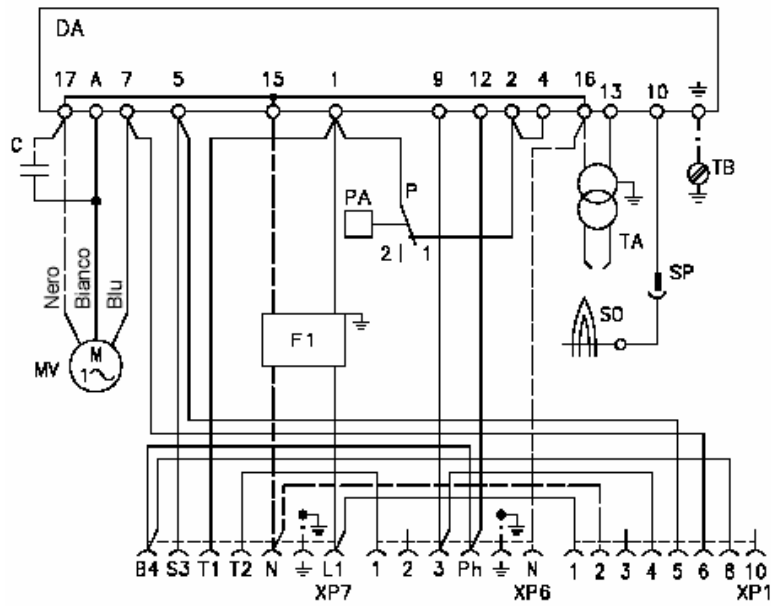 DA
17 A 7 5 15 1 9 12 2 4 16 13 10
C
TB
PA P
2 1
TA
SP
Nero
Bianco
Blu
F1
SO
M
1
MV
B4 S3 T1 T2 N L1 1 2 3 Ph N 1 2 3 4 5 6 7 8 10
XP7 XP6 XP1